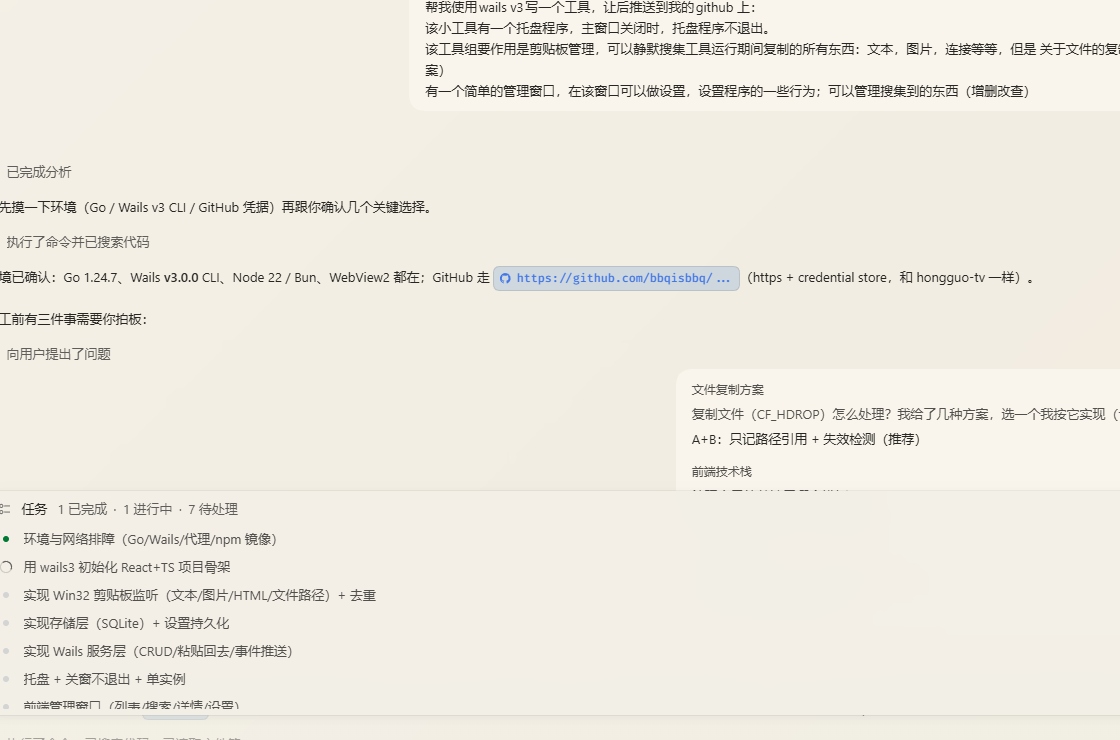 帮我使用wails v3写一个工具，让后推送到我的github 上：
该小工具有一个托盘程序，主窗口关闭时，托盘程序不退出。
该工具组要作用是剪贴板管理，可以静默搜集工具运行期间复制的所有东西：文本，图片，连接等等，但是 关于文件的复
案）
有一个简单的管理窗口，在该窗口可以做设置，设置程序的一些行为；可以管理搜集到的东西（增删改查）
已完成分析
先摸一下环境（Go / Wails v3 CLI / GitHub 凭据）再跟你确认几个关键选择。
执行了命令并已搜索代码
境已确认：Go 1.24.7、Wails v3.0.0 CLI、Node 22 / Bun、WebView2 都在；GitHub 走 https://github.com/bbqisbbq/... （https + credential store，和 hongguo-tv 一样）。
工前有三件事需要你拍板：
向用户提出了问题
文件复制方案
复制文件（CF_HDROP）怎么处理？我给了几种方案，选一个我按它实现（
A+B：只记路径引用 + 失效检测（推荐）
前端技术栈
任务 1 已完成 · 1 进行中 · 7 待处理
环境与网络排障（Go/Wails/代理/npm 镜像）
用 wails3 初始化 React+TS 项目骨架
实现 Win32 剪贴板监听（文本/图片/HTML/文件路径）+ 去重
实现存储层（SQLite）+ 设置持久化
实现 Wails 服务层（CRUD/粘贴回去/事件推送）
托盘 + 关窗不退出 + 单实例
前端管理窗口（列表/搜索/详情/设置）